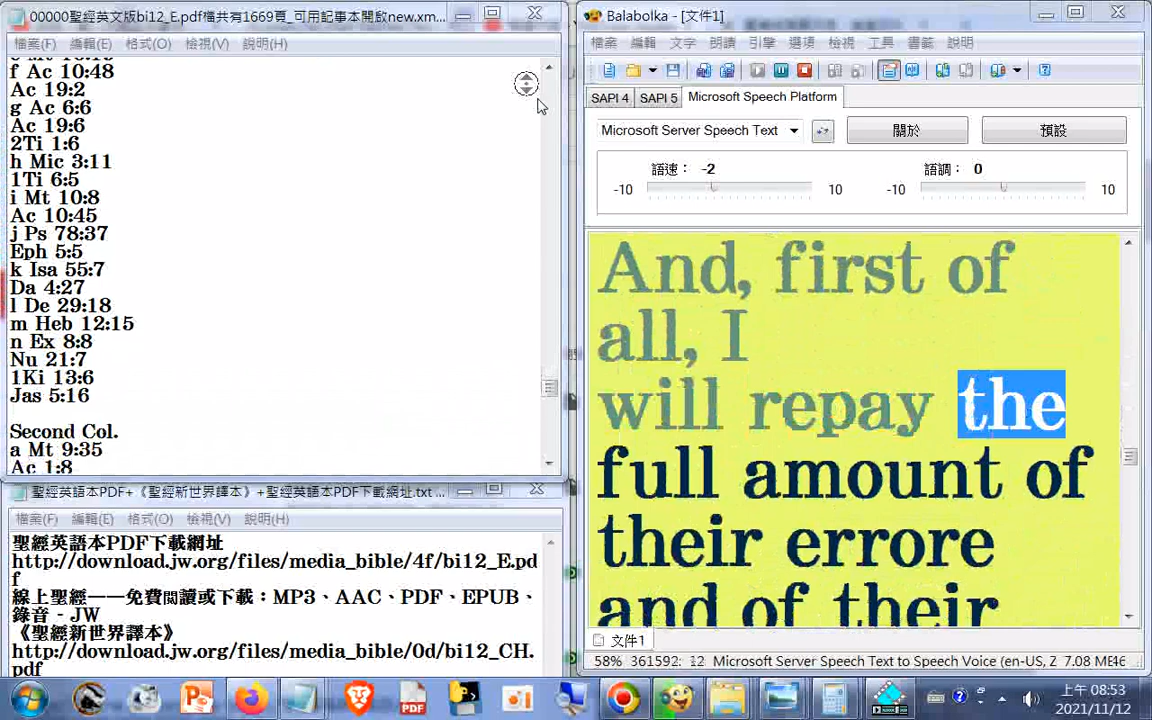 00000聖經英文版bi12_E.pdf檔共有1669頁_可用記事本開啟new.xm...
檔案(F) 編輯(E) 格式(O) 檢視(V) 說明(H)
f Ac 10:48
Ac 19:2
g Ac 6:6
Ac 19:6
2Ti 1:6
h Mic 3:11
1Ti 6:5
i Mt 10:8
Ac 10:45
j Ps 78:37
Eph 5:5
k Isa 55:7
Da 4:27
l De 29:18
m Heb 12:15
n Ex 8:8
Nu 21:7
1Ki 13:6
Jas 5:16
Second Col.
a Mt 9:35
Ac 1:8
聖經英語本PDF+《聖經新世界譯本》+聖經英語本PDF下載網址.txt ...
檔案(F) 編輯(E) 格式(O) 檢視(V) 說明(H)
聖經英語本PDF下載網址
http://download.jw.org/files/media_bible/4f/bi12_E.pd
f
線上聖經——免費閱讀或下載：MP3、AAC、PDF、EPUB、
錄音 - JW
《聖經新世界譯本》
http://download.jw.org/files/media_bible/0d/bi12_CH.
pdf
Balabolka - [文件1]
檔案 編輯 文字 朗讀 引擎 選項 檢視 工具 書籤 說明
SAPI 4 SAPI 5 Microsoft Speech Platform
Microsoft Server Speech Text 關於 預設
語速： -2 語調： 0
-10 10 -10 10
And, first of
all, I
will repay the
full amount of
their errore
and of their
文件1
58% 361592: 12 Microsoft Server Speech Text to Speech Voice (en-US, Z 7.08 ME46
上午 08:53
2021/11/12